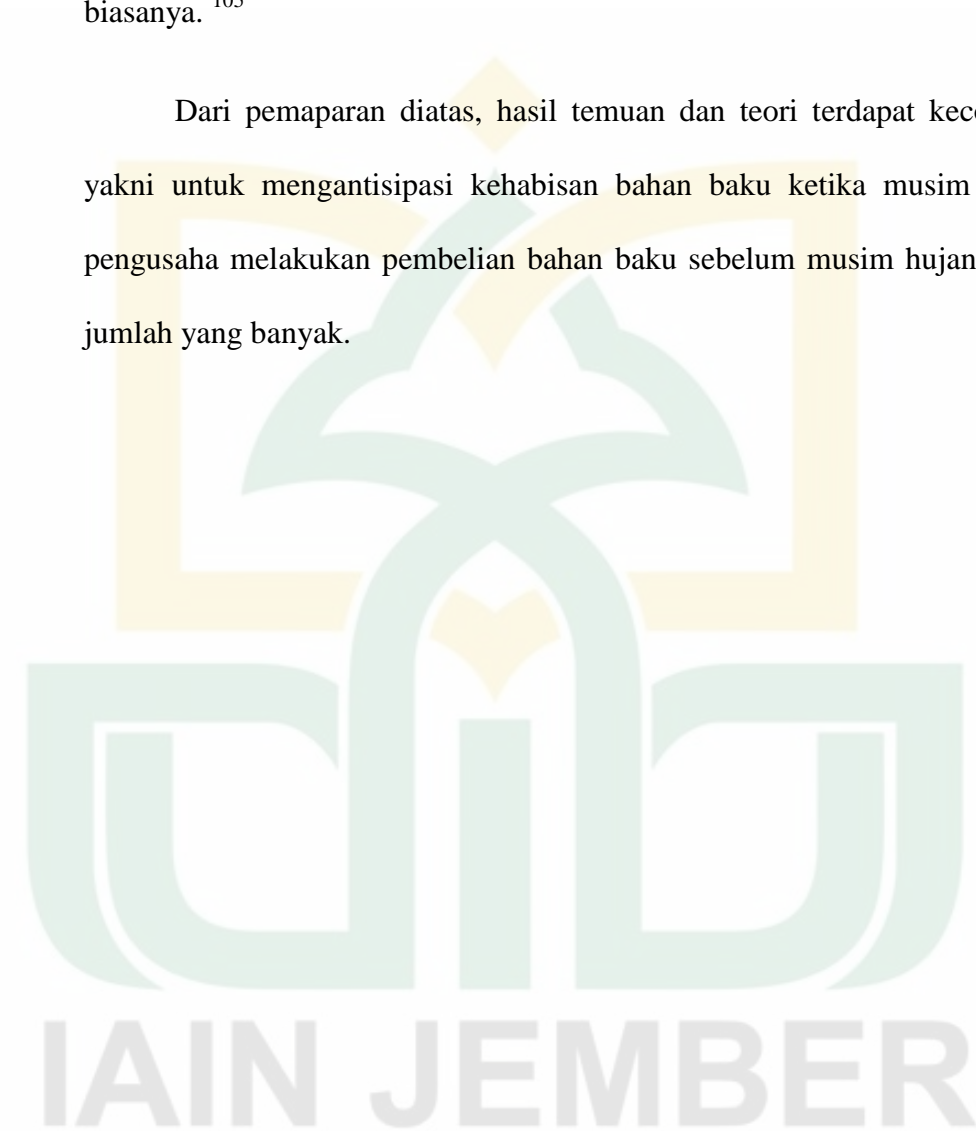 biasanya. 105
Dari pemaparan diatas, hasil temuan dan teori terdapat
yakni untuk mengantisipasi kehabisan bahan baku ketika musim
pengusaha melakukan pembelian bahan baku sebelum musim hujan
jumlah yang banyak.
IAIN JEMBER